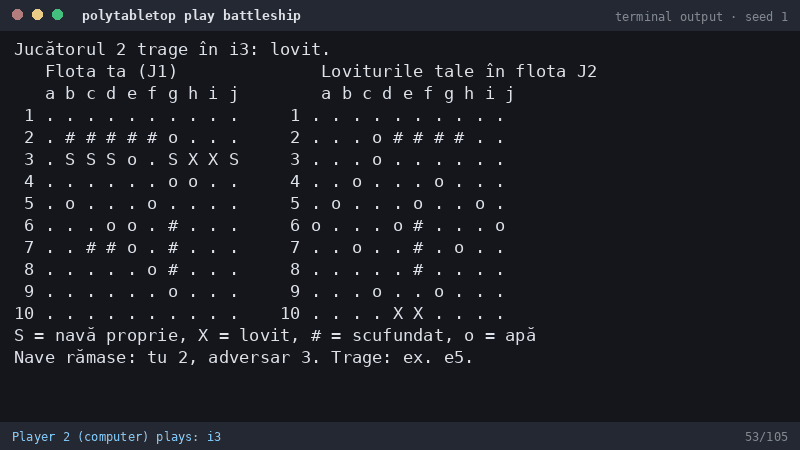 polytabletop play battleship
terminal output · seed 1
Jucătorul 2 trage în i3: lovit.
   Flota ta (J1)              Loviturile tale în flota J2
   a b c d e f g h i j        a b c d e f g h i j
 1 . . . . . . . . . .     1 . . . . . . . . . .
 2 . # # # # # o . . .     2 . . . o # # # # . .
 3 . S S S o . S X X S     3 . . . o . . . . . .
 4 . . . . . . o o . .     4 . . o . . . o . . .
 5 . o . . . o . . . .     5 . o . . . o . . o .
 6 . . . o o . # . . .     6 o . . . o # . . . o
 7 . . # # o . # . . .     7 . . o . . # . o . .
 8 . . . . . o # . . .     8 . . . . . # . . . .
 9 . . . . . . o . . .     9 . . . o . . o . . .
10 . . . . . . . . . .    10 . . . . X X . . . .
S = navă proprie, X = lovit, # = scufundat, o = apă
Nave rămase: tu 2, adversar 3. Trage: ex. e5.
Player 2 (computer) plays: i3
53/105